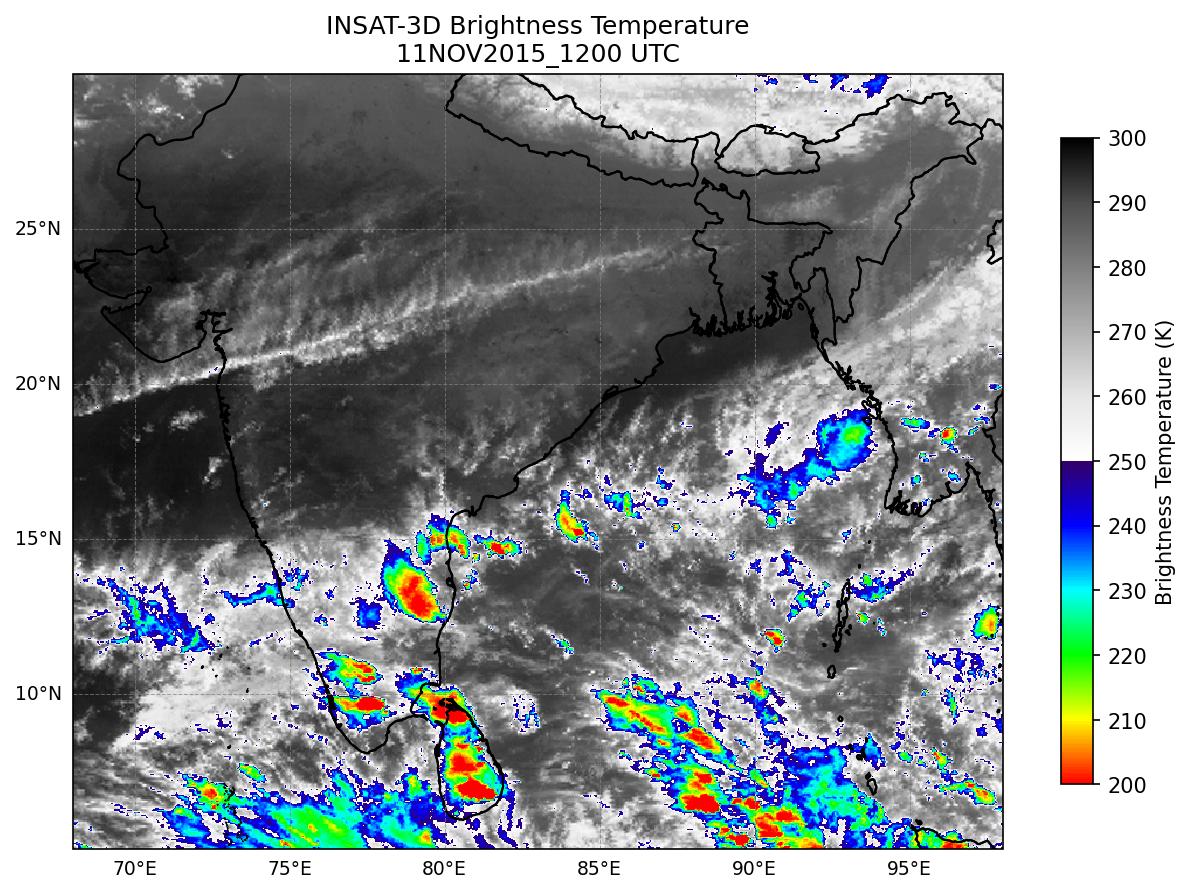 INSAT-3D Brightness Temperature
11NOV2015_1200 UTC
25°N
20°N
15°N
10°N
70°E
75°E
80°E
85°E
90°E
95°E
300
290
280
270
260
250
240
230
220
210
200
Brightness Temperature (K)